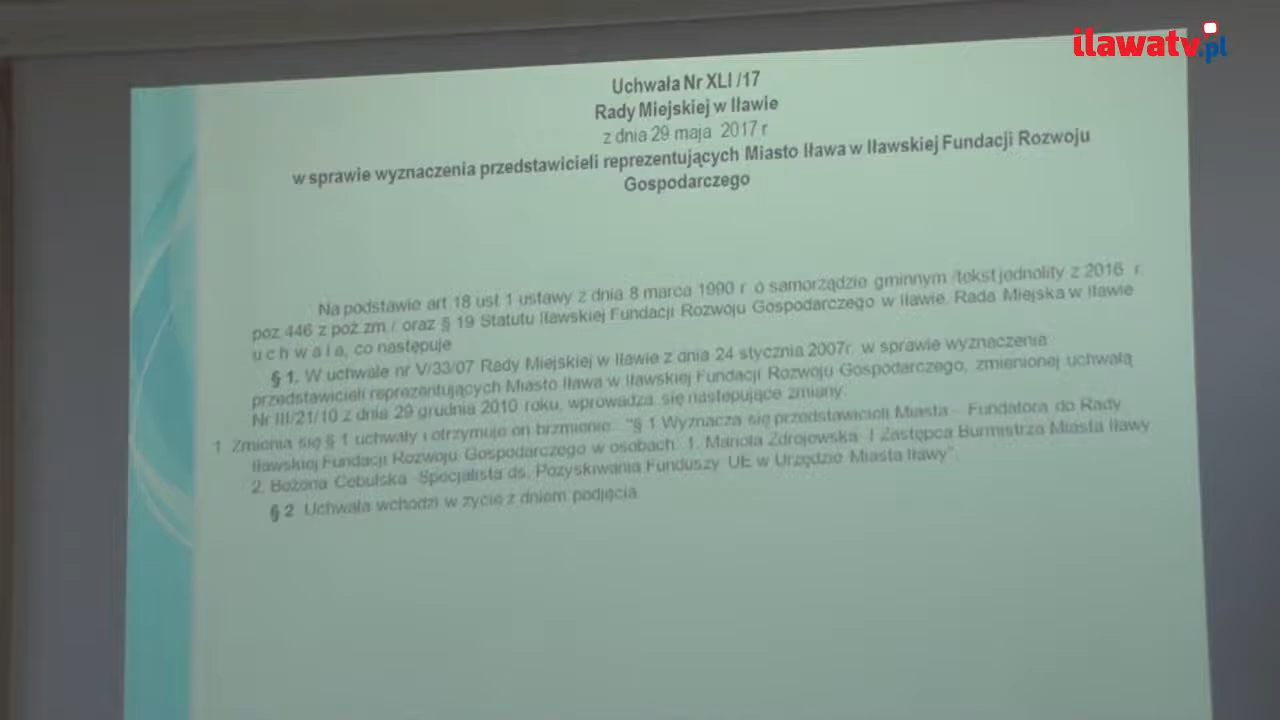 ilawatv.pl
Uchwała Nr XLI /17
Rady Miejskiej w Iławie
z dnia 29 maja 2017 r
w sprawie wyznaczenia przedstawicieli reprezentujących Miasto Iława w Iławskiej Fundacji Rozwoju
Gospodarczego
Na podstawie art 18 ust 1 ustawy z dnia 8 marca 1990 r o samorządzie gminnym /tekst jednolity z 2016 r
poz 446 z poź zm./ oraz § 19 Statutu Iławskiej Fundacji Rozwoju Gospodarczego w Iławie, Rada Miejska w Iławie
u c h w a l a, co następuje
§ 1. W uchwale nr V/33/07 Rady Miejskiej w Iławie z dnia 24 stycznia 2007r. w sprawie wyznaczenia
przedstawicieli reprezentujących Miasto Iława w Iławskiej Fundacji Rozwoju Gospodarczego, zmienionej uchwałą
Nr III/21/10 z dnia 29 grudnia 2010 roku, wprowadza się następujące zmiany:
1 Zmienia się § 1 uchwały i otrzymuje on brzmienie: "§ 1 Wyznacza się przedstawicieli Miasta - Fundatora do Rady
Iławskiej Fundacji Rozwoju Gospodarczego w osobach: 1. Mariola Zdrojewska I Zastępca Burmistrza Miasta Iławy
2. Bożena Cebulska -Specjalista ds. Pozyskiwania Funduszy UE w Urzędzie Miasta Iławy".
§ 2 Uchwała wchodzi w życie z dniem podjęcia